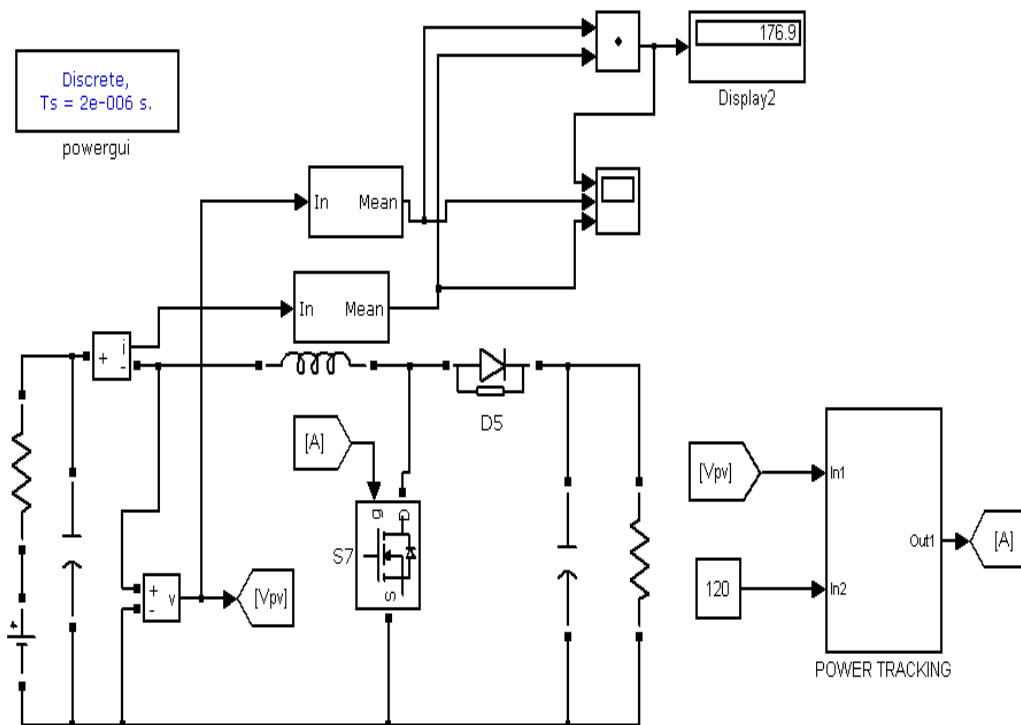 176.9
Display2
Discrete,
Ts = 2e-006 s.
powergui
In Mean
In Mean
+ i -
D5
[A]
g D
S7
S
+ - v
[Vpv]
+
[Vpv]
In1
Out1
[A]
120
In2
POWER TRACKING